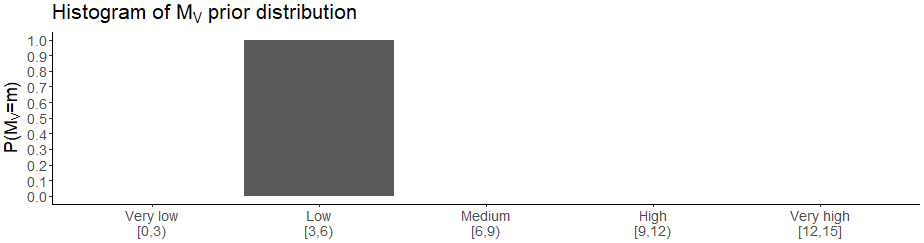 Histogram of M_V prior distribution
P(M_V=m)
1.0
0.9
0.8
0.7
0.6
0.5
0.4
0.3
0.2
0.1
0.0
Very low Low Medium High Very high
[0,3) [3,6) [6,9) [9,12) [12,15]